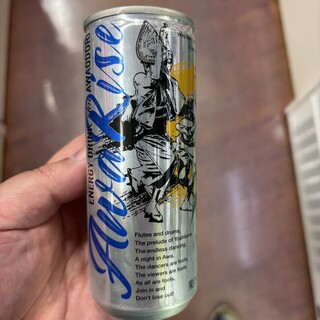 ENERGY DRINK
AWAODORI
AwaRise
Flutes and drums,
The prelude of Yoshikono
The endless dancing,
A night in Awa.
The dancers are fools,
The viewers are fools,
As all are fools,
Join in and
Don't lose out!